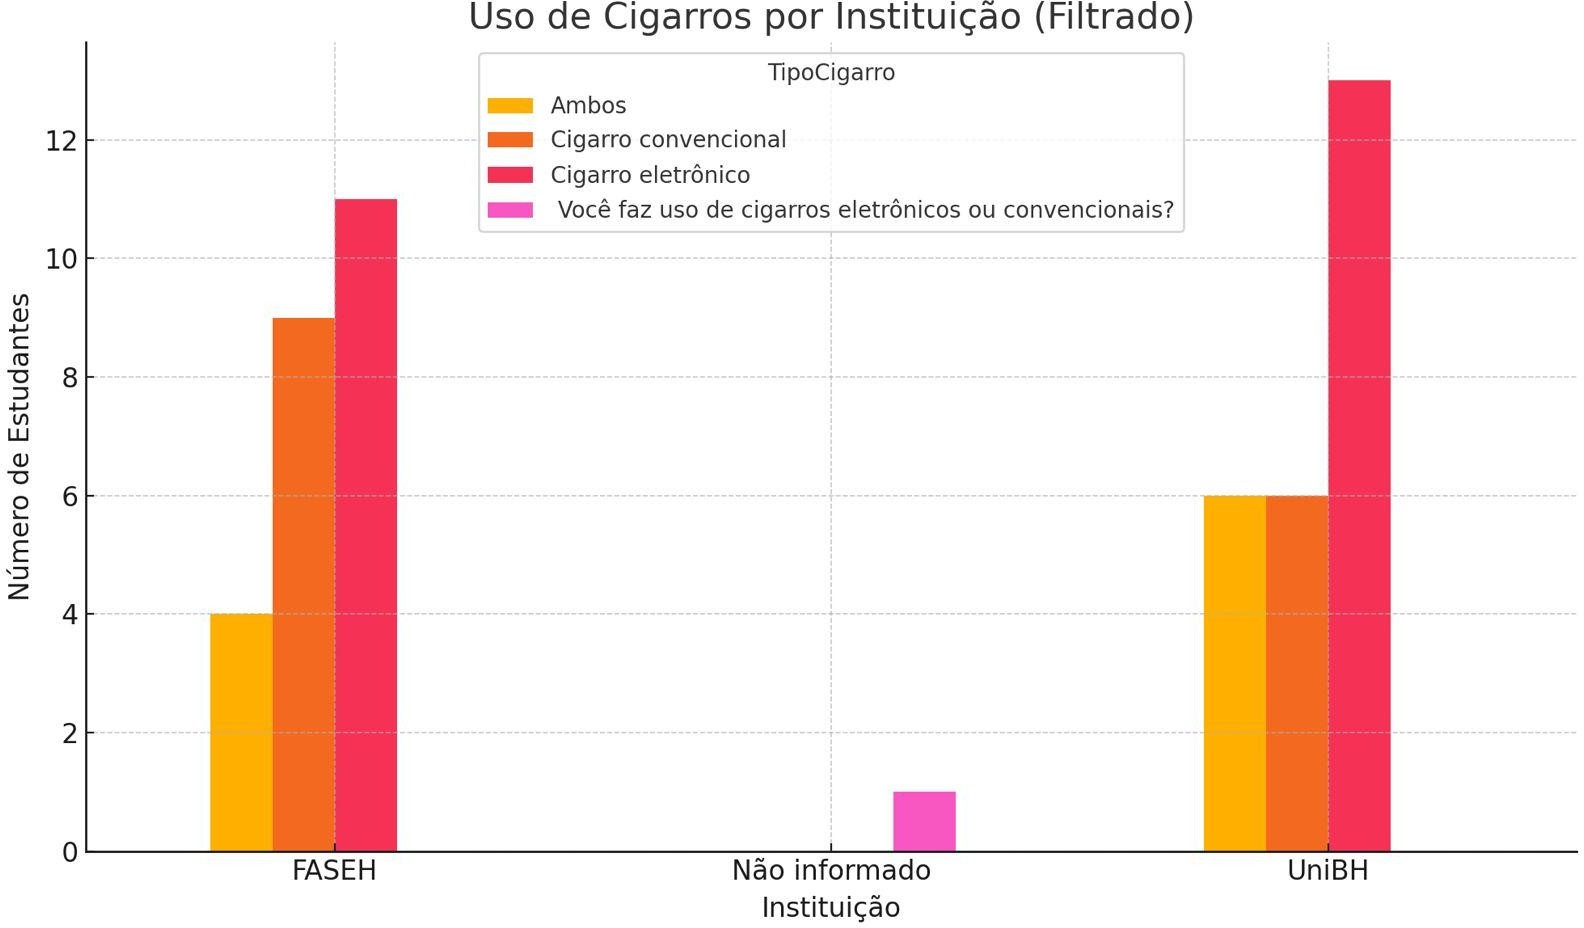 Uso de Cigarros por Instituição (Filtrado)
TipoCigarro
Ambos
Cigarro convencional
Cigarro eletrônico
Você faz uso de cigarros eletrônicos ou convencionais?
Número de Estudantes
12
10
8
6
4
2
0
FASEH
Não informado
UniBH
Instituição